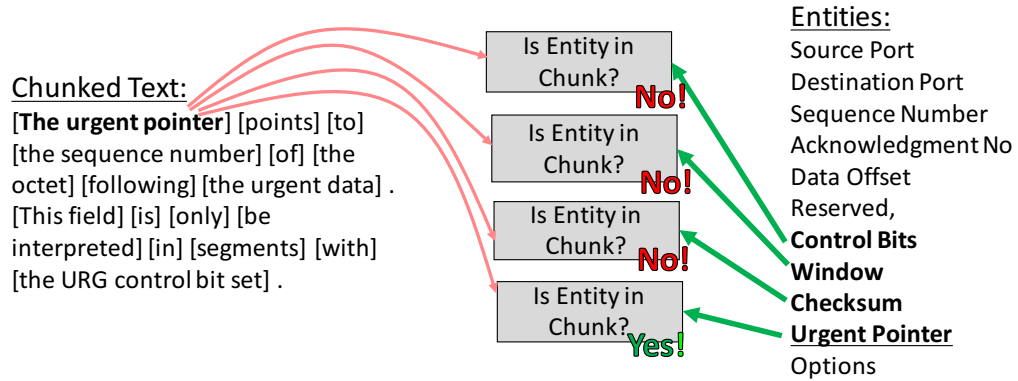 Chunked Text:
[The urgent pointer] [points] [to]
[the sequence number] [of] [the
octet] [following] [the urgent data] .
[This field] [is] [only] [be
interpreted] [in] [segments] [with]
[the URG control bit set] .
Is Entity in
Chunk?
No!
Is Entity in
Chunk?
No!
Is Entity in
Chunk?
No!
Is Entity in
Chunk?
Yes!
Entities:
Source Port
Destination Port
Sequence Number
Acknowledgment No
Data Offset
Reserved,
Control Bits
Window
Checksum
Urgent Pointer
Options